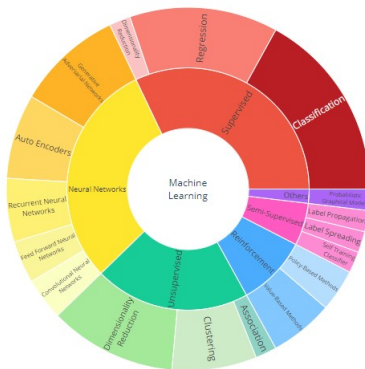 Machine
Learning
Supervised
Classification
Regression
Dimensionality
Reduction
Neural Networks
Generative
Adversarial Networks
Auto Encoders
Recurrent Neural
Networks
Feed Forward Neural
Networks
Convolutional Neural
Networks
Unsupervised
Dimensionality
Reduction
Clustering
Association
Reinforcement
Value-Based Methods
Policy-Based Methods
Semi-Supervised
Self Training
Classifier
Label Spreading
Label Propagation
Others
Probabilistic
Graphical Models